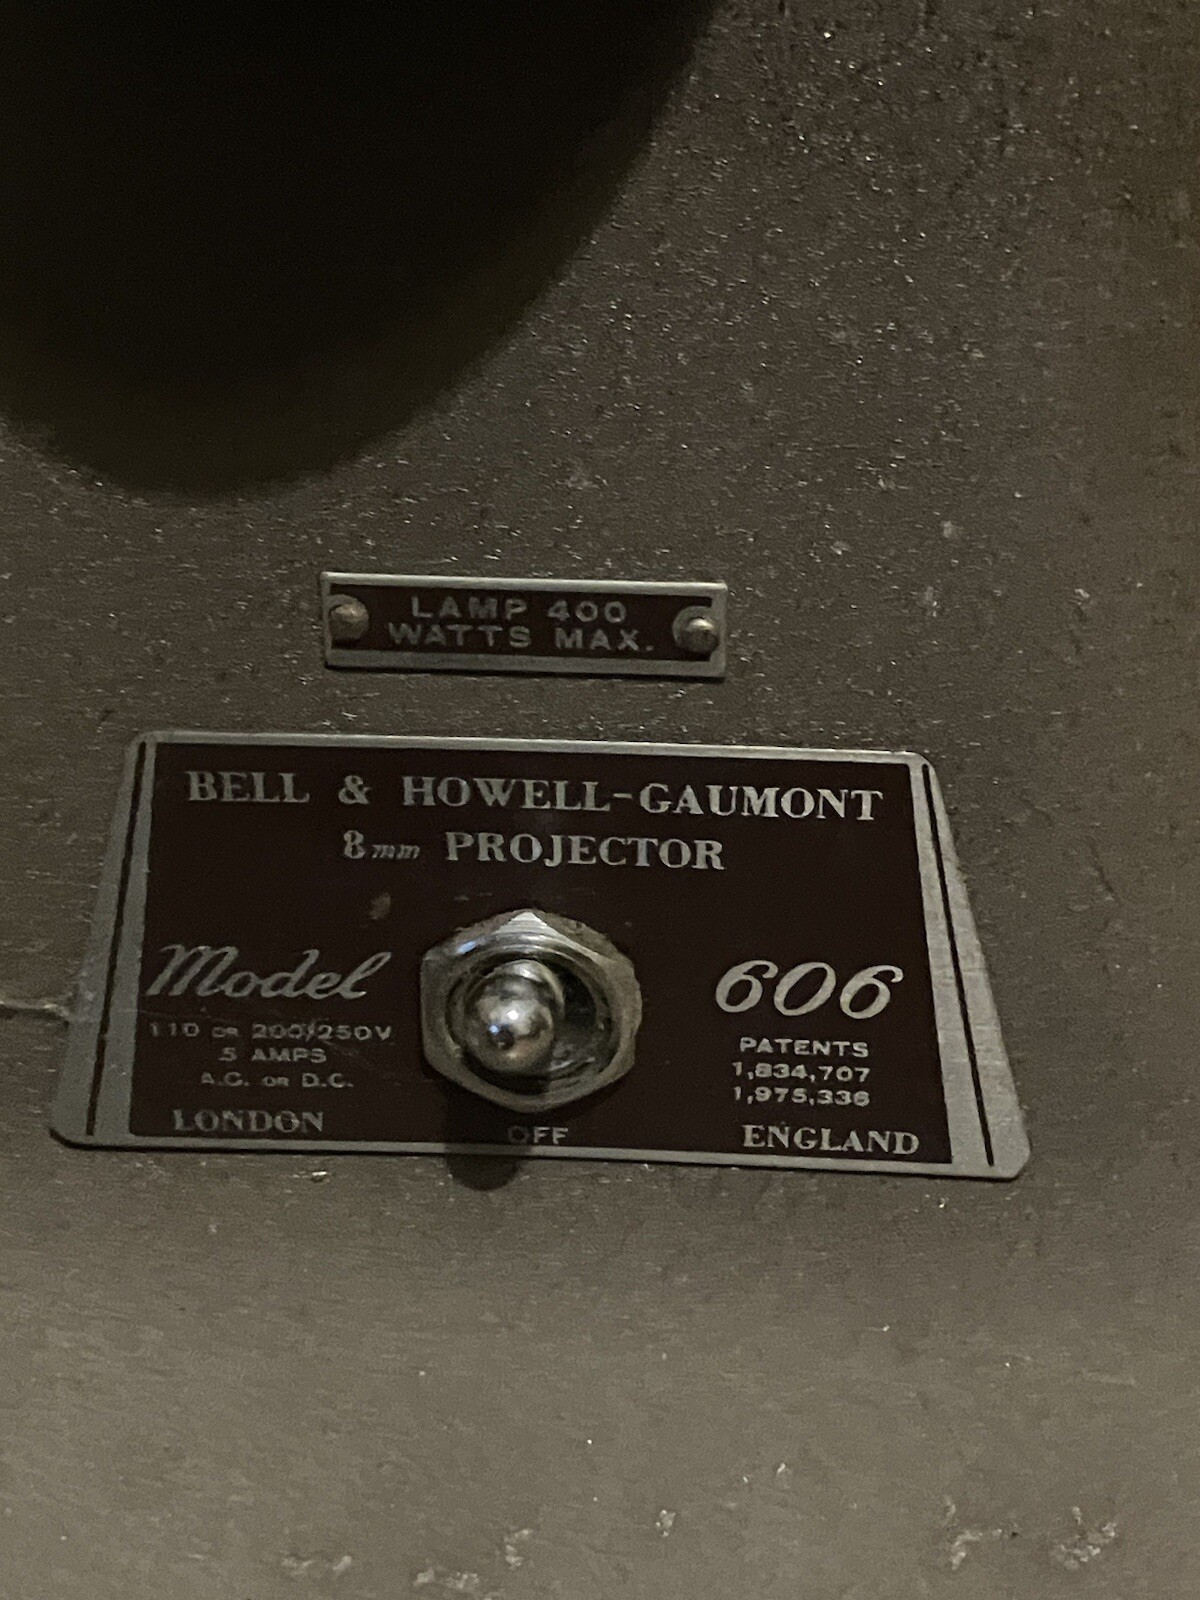 LAMP 400
WATTS MAX.
BELL & HOWELL-GAUMONT
8mm PROJECTOR
Model 606
110 OR 200/250V
5 AMPS
A.C. OR D.C.
PATENTS
1,834,707
1,975,336
LONDON
OFF
ENGLAND